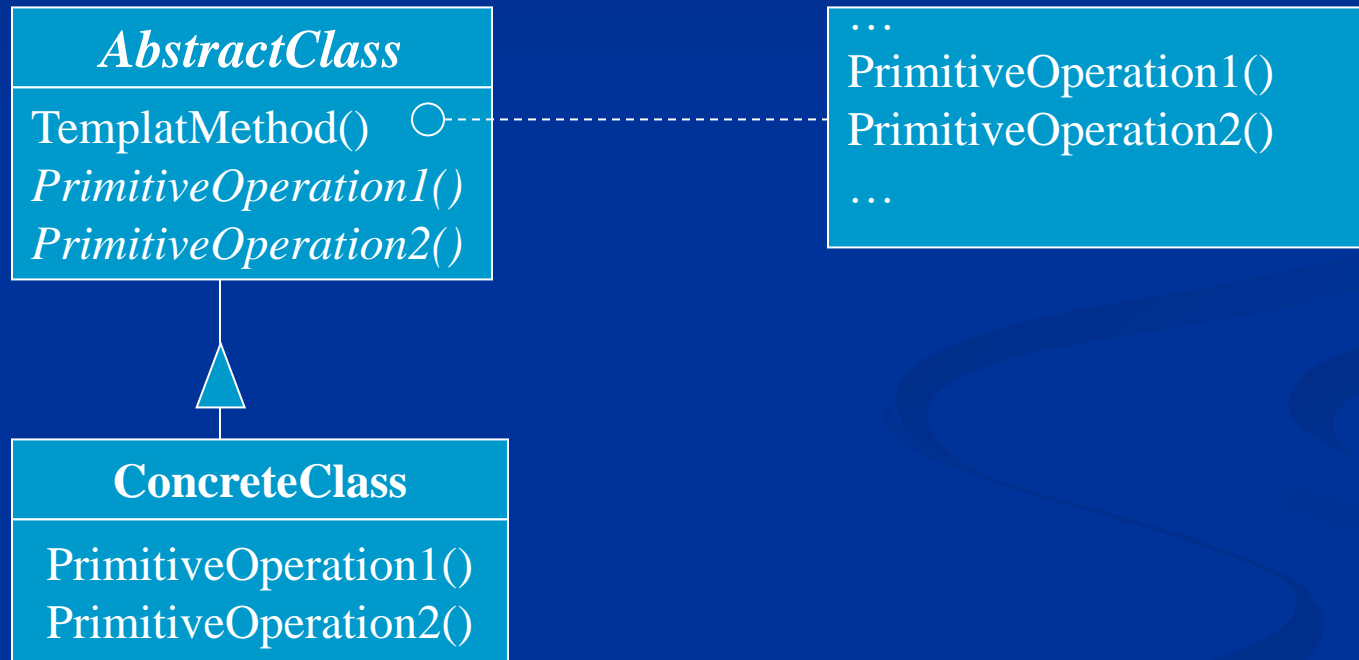 AbstractClass
TemplatMethod()
PrimitiveOperation1()
PrimitiveOperation2()
…
PrimitiveOperation1()
PrimitiveOperation2()
…
ConcreteClass
PrimitiveOperation1()
PrimitiveOperation2()